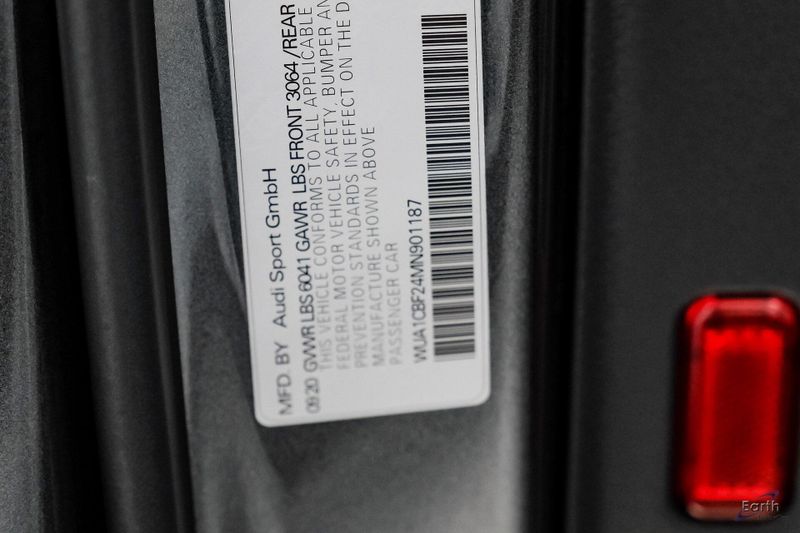 MFD. BY Audi Sport GmbH
09/20 GVWR LBS 6041 GAWR LBS FRONT 3064 /REAR
THIS VEHICLE CONFORMS TO ALL APPLICABLE
FEDERAL MOTOR VEHICLE SAFETY, BUMPER AN
PREVENTION STANDARDS IN EFFECT ON THE D
MANUFACTURE SHOWN ABOVE
PASSENGER CAR
WUA1CBF24MN901187
Earth